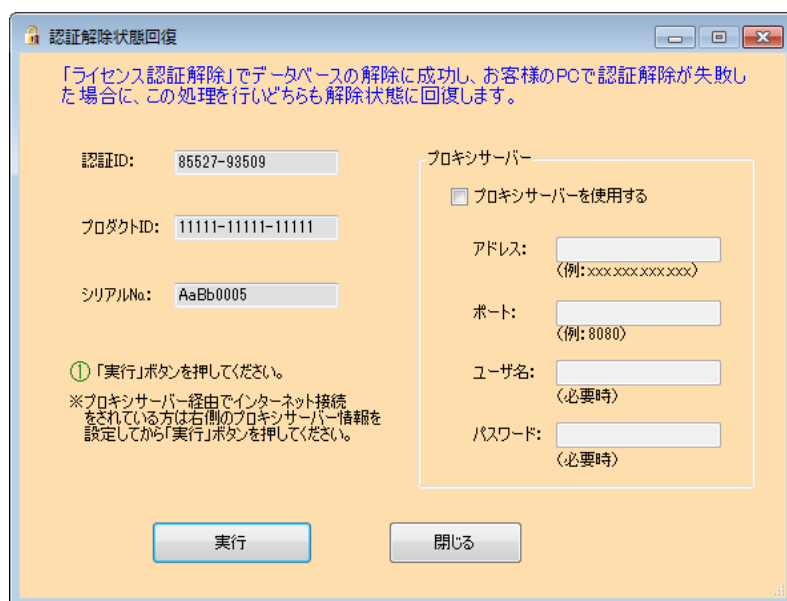 認証解除状態回復
「ライセンス認証解除」でデータベースの解除に成功し、お客様のPCで認証解除が失敗し
た場合に、この処理を行いどちらも解除状態に回復します。
認証ID:
85527-93509
プロダクトID:
11111-11111-11111
シリアルNo:
AaBb0005
①「実行」ボタンを押してください。
※プロキシサーバー経由でインターネット接続
をされている方は右側のプロキシサーバー情報を
設定してから「実行」ボタンを押してください。
プロキシサーバー
プロキシサーバーを使用する
アドレス:
(例:xxx.xxx.xxx.xxx)
ポート:
(例:8080)
ユーザ名:
(必要時)
パスワード:
(必要時)
実行
閉じる